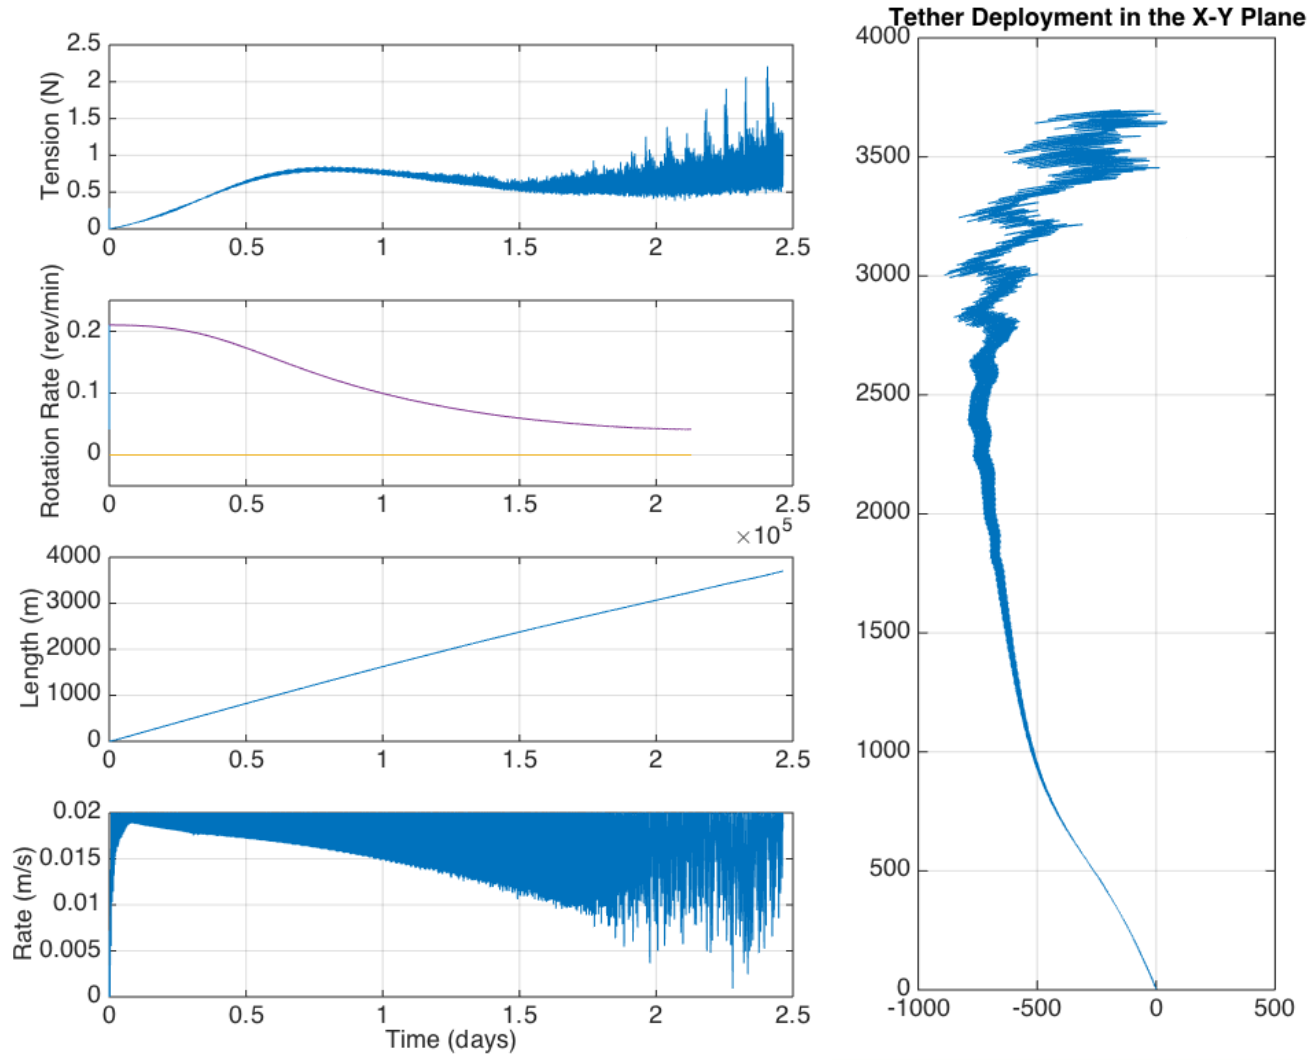 Tension (N)
2.5
2
1.5
1
0.5
0
0 0.5 1 1.5 2 2.5
Rotation Rate (rev/min)
0.2
0.1
0
0 0.5 1 1.5 2 2.5
×10^5
Length (m)
4000
3000
2000
1000
0
0 0.5 1 1.5 2 2.5
Rate (m/s)
0.02
0.015
0.01
0.005
0
0 0.5 1 1.5 2 2.5
Time (days)
Tether Deployment in the X-Y Plane
4000
3500
3000
2500
2000
1500
1000
500
0
-1000 -500 0 500